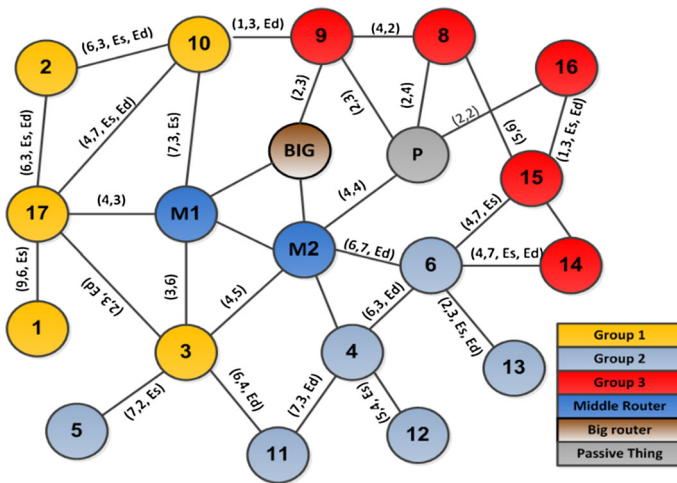 (6,3, Es, Ed)
(1,3, Ed)
(4,2)
2
10
9
8
16
(6,3, Es, Ed)
(4,7, Es, Ed)
(7,3, Es)
(2,3)
(2,3)
(2,4)
(2,2)
(5,6)
(1,3, Es, Ed)
BIG
P
15
(4,4)
17
(4,3)
M1
M2
(4,7, Es)
(6,7, Ed)
6
(4,7, Es, Ed)
14
(9,6, Es)
(2,3, Ed)
(3,6)
(4,5)
(6,3, Ed)
(2,3, Es, Ed)
1
3
4
13
(7,2, Es)
(6,4, Ed)
(7,3, Ed)
(5,4, Es)
5
11
12
Group 1
Group 2
Group 3
Middle Router
Big router
Passive Thing